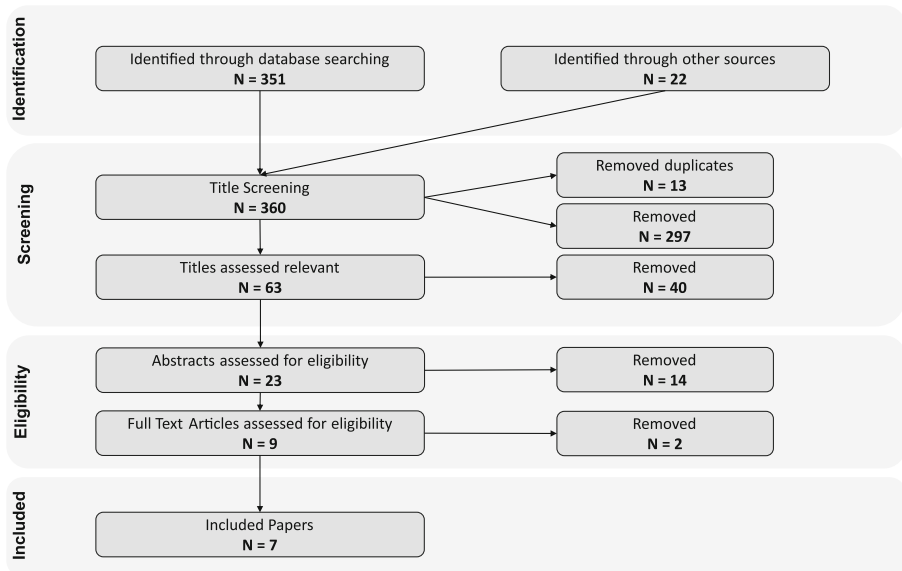 Identification
Identified through database searching
N = 351
Identified through other sources
N = 22
Screening
Title Screening
N = 360
Removed duplicates
N = 13
Removed
N = 297
Titles assessed relevant
N = 63
Removed
N = 40
Eligibility
Abstracts assessed for eligibility
N = 23
Removed
N = 14
Full Text Articles assessed for eligibility
N = 9
Removed
N = 2
Included
Included Papers
N = 7